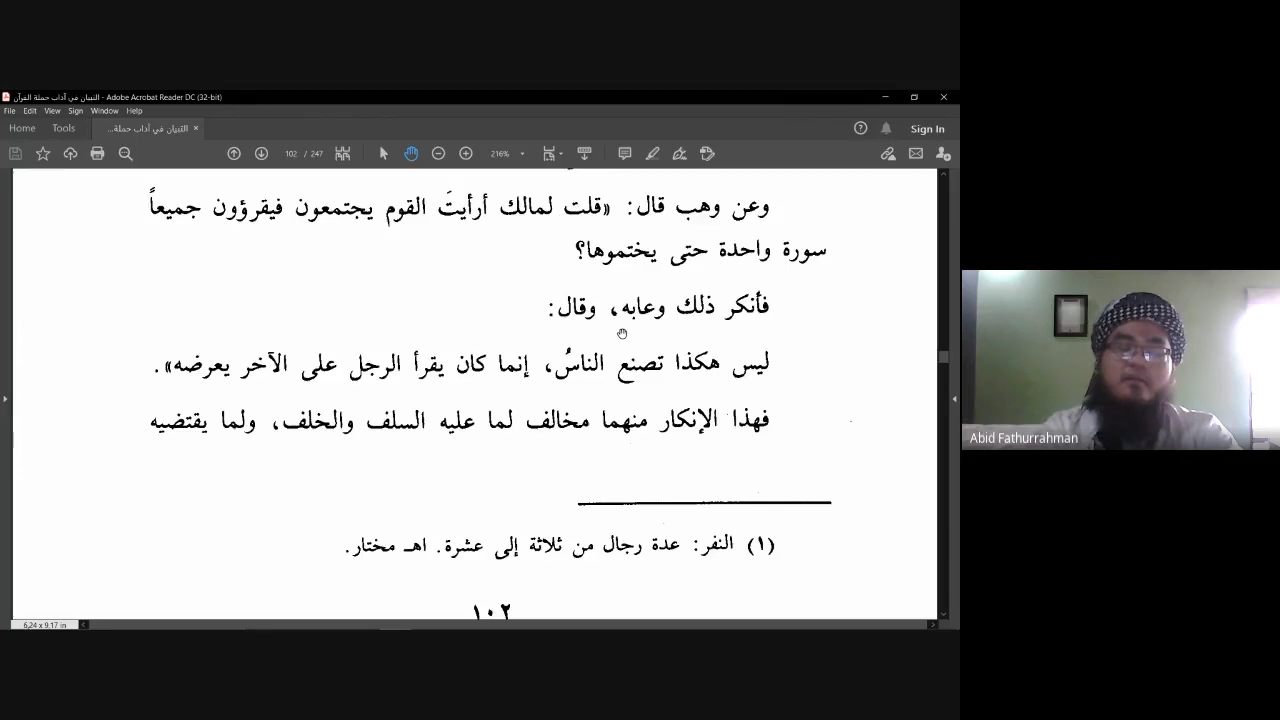 التبيان في آداب حملة القرآن - Adobe Acrobat Reader DC (32-bit)
File Edit View Sign Window Help
Home Tools التبيان في آداب حملة... × Sign In
102 / 247 216%
وعن وهب قال: «قلت لمالك أرأيتَ القوم يجتمعون فيقرؤون جميعاً
سورة واحدة حتى يختموها؟
فأنكر ذلك وعابه، وقال:
ليس هكذا تصنع الناسُ، إنما كان يقرأ الرجل على الآخر يعرضه».
فهذا الإنكار منهما مخالف لما عليه السلف والخلف، ولما يقتضيه
(١) النفر: عدة رجال من ثلاثة إلى عشرة. اهـ مختار.
١٠٢
6,24 x 9,17 in
Abid Fathurrahman